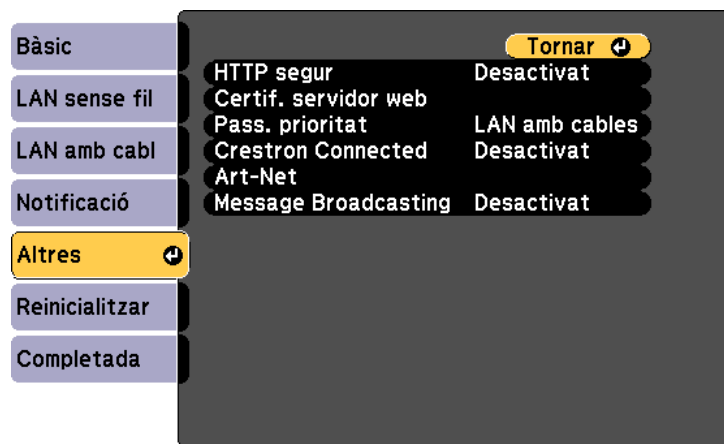 Bàsic
LAN sense fil
LAN amb cabl
Notificació
Altres
Reinicialitzar
Completada
Tornar
HTTP segur Desactivat
Certif. servidor web
Pass. prioritat LAN amb cables
Crestron Connected Desactivat
Art-Net
Message Broadcasting Desactivat